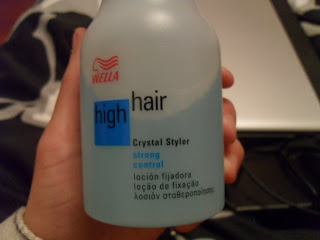 WELLA
high hair
Crystal Styler
strong
control
loción fijadora
loção de fixação
λοσιόν σταθεροποίησης